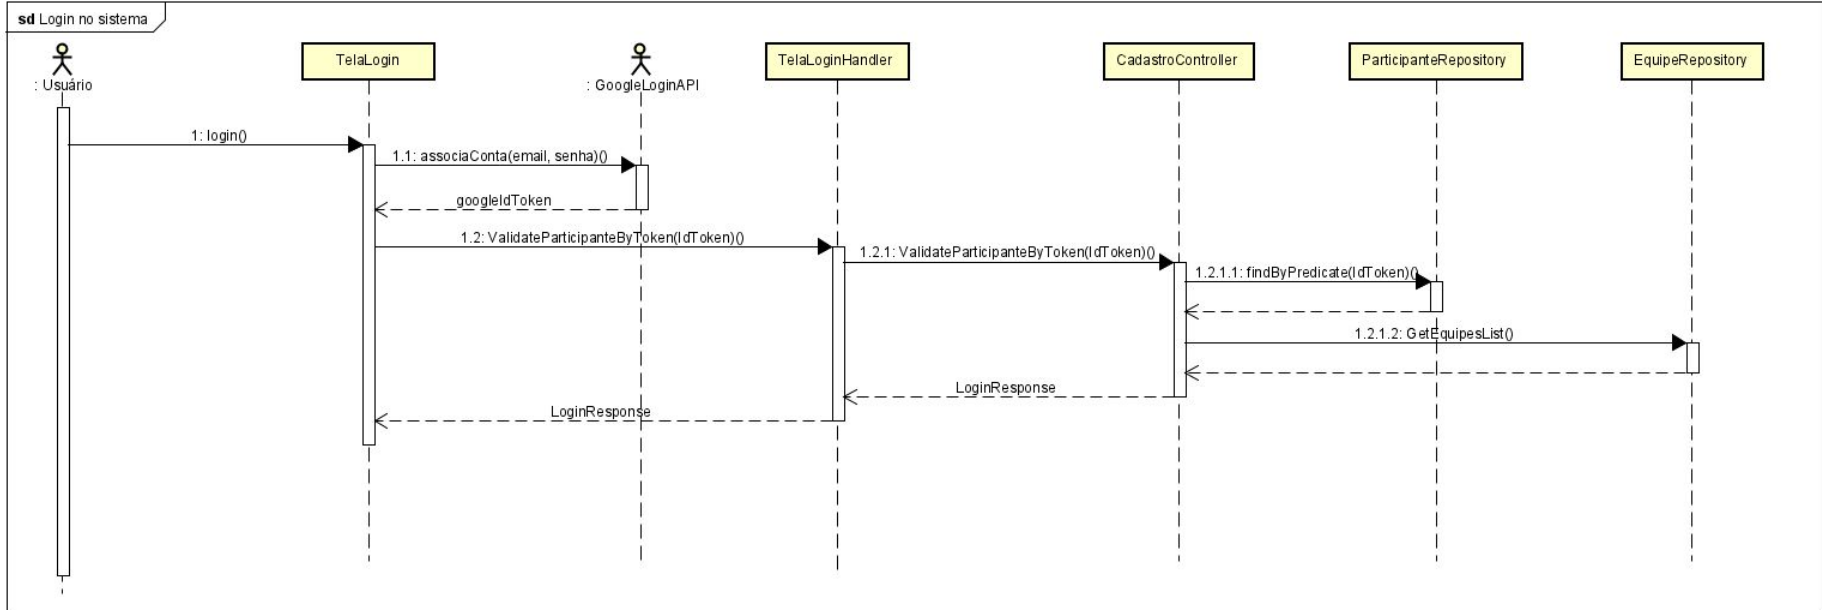 sd Login no sistema
: Usuário
TelaLogin
: GoogleLoginAPI
TelaLoginHandler
CadastroController
ParticipanteRepository
EquipeRepository
1: login()
1.1: associaConta(email, senha)()
googleIdToken
1.2: ValidateParticipanteByToken(IdToken)()
1.2.1: ValidateParticipanteByToken(IdToken)()
1.2.1.1: findByPredicate(IdToken)()
1.2.1.2: GetEquipesList()
LoginResponse
LoginResponse